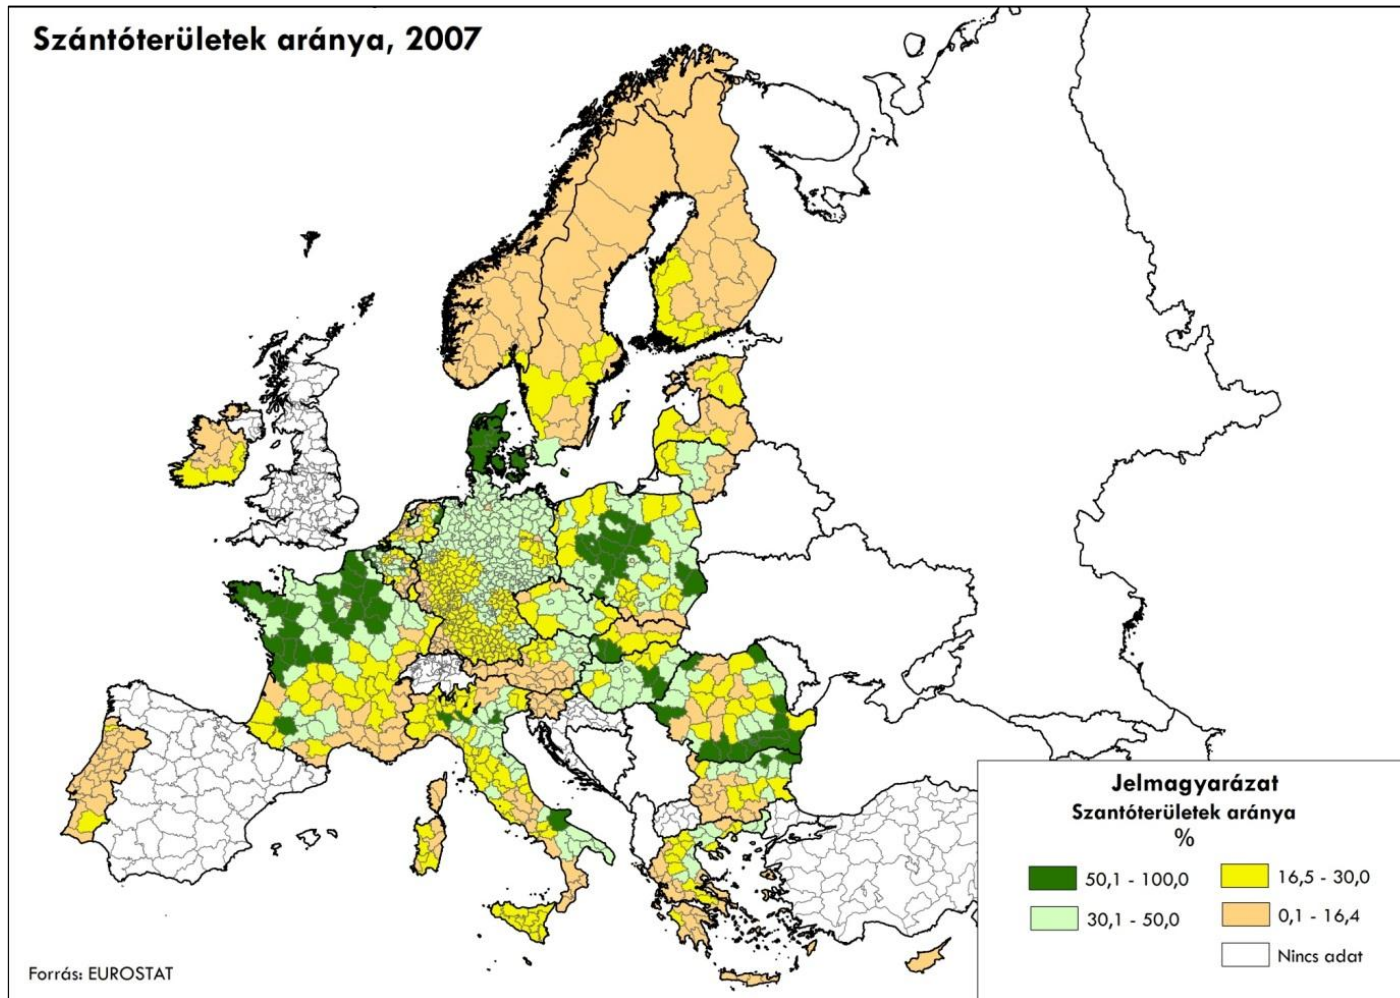 Szántóterületek aránya, 2007
Jelmagyarázat
Szantóterületek aránya
%
50,1 - 100,0
30,1 - 50,0
16,5 - 30,0
0,1 - 16,4
Nincs adat
Forrás: EUROSTAT